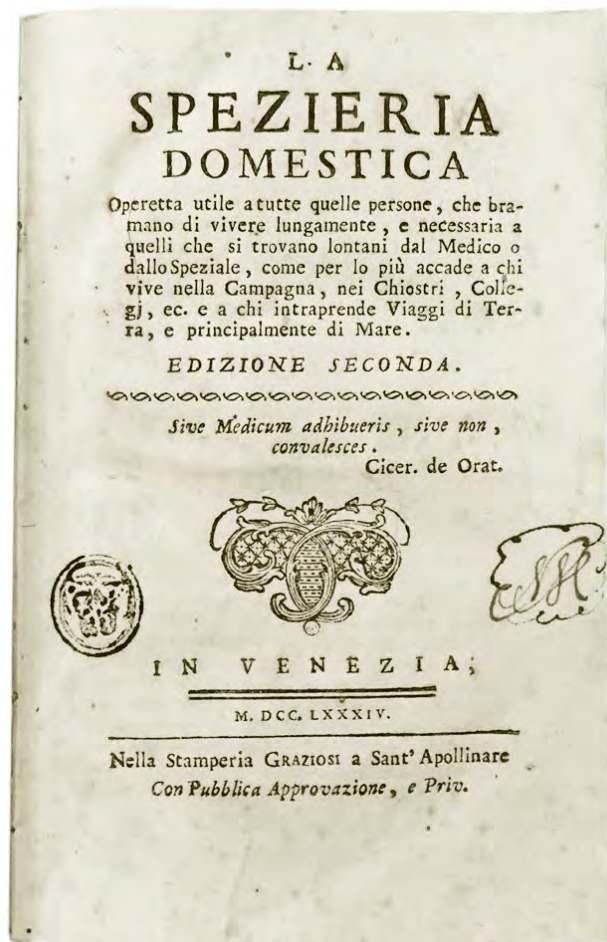 LA
SPEZIERIA
DOMESTICA
Operetta utile a tutte quelle persone, che bra-
mano di vivere lungamente, e necessaria a
quelli che si trovano lontani dal Medico o
dallo Speziale, come per lo più accade a chi
vive nella Campagna, nei Chiostri, Colle-
gj, ec. e a chi intraprende Viaggi di Ter-
ra, e principalmente di Mare.
EDIZIONE SECONDA.
Sive Medicum adhibueris, sive non,
convalesces.
Cicer. de Orat.
IN VENEZIA,
M. DCC. LXXXIV.
Nella Stamperia GRAZIOSI a Sant' Apollinare
Con Pubblica Approvazione, e Priv.